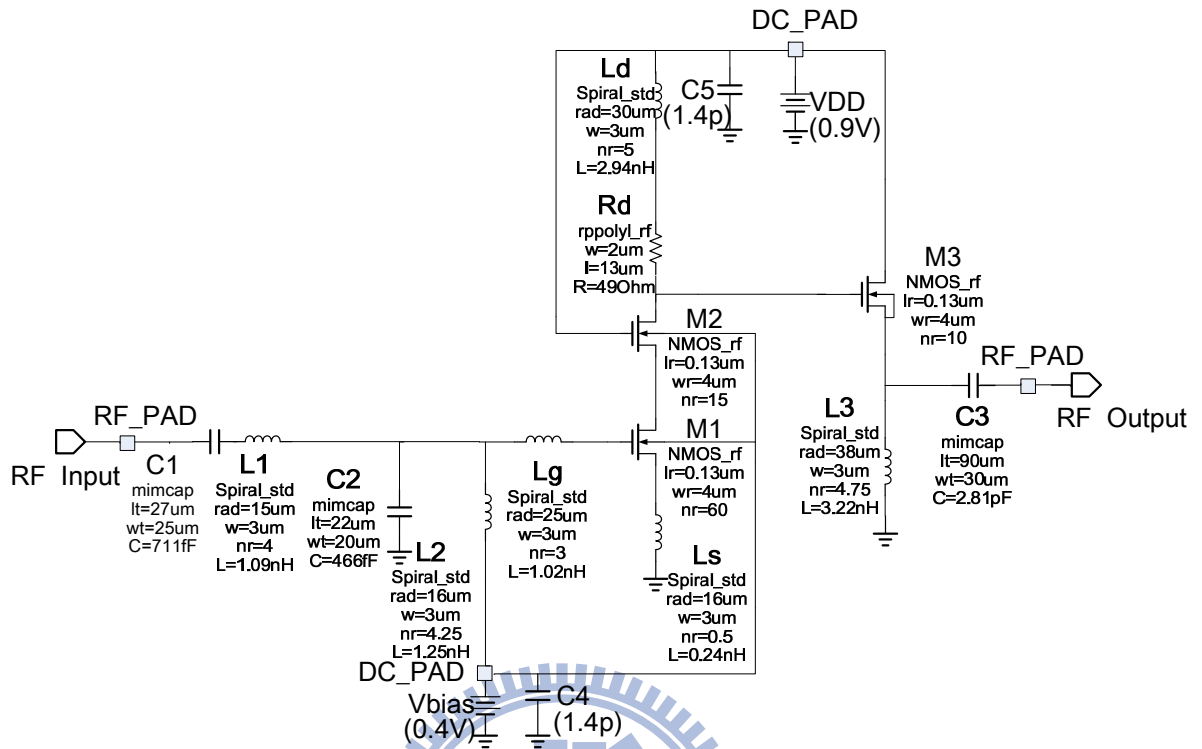 DC_PAD
Ld
Spiral_std
rad=30um
w=3um
nr=5
L=2.94nH
C5
(1.4p)
VDD
(0.9V)
Rd
rppolyl_rf
w=2um
l=13um
R=49Ohm
M3
NMOS_rf
lr=0.13um
wr=4um
nr=10
M2
NMOS_rf
lr=0.13um
wr=4um
nr=15
RF_PAD
RF Output
C3
mimcap
lt=90um
wt=30um
C=2.81pF
L3
Spiral_std
rad=38um
w=3um
nr=4.75
L=3.22nH
RF_PAD
RF Input
C1
mimcap
lt=27um
wt=25um
C=711fF
L1
Spiral_std
rad=15um
w=3um
nr=4
L=1.09nH
C2
mimcap
lt=22um
wt=20um
C=466fF
L2
Spiral_std
rad=16um
w=3um
nr=4.25
L=1.25nH
Lg
Spiral_std
rad=25um
w=3um
nr=3
L=1.02nH
M1
NMOS_rf
lr=0.13um
wr=4um
nr=60
Ls
Spiral_std
rad=16um
w=3um
nr=0.5
L=0.24nH
DC_PAD
Vbias
(0.4V)
C4
(1.4p)